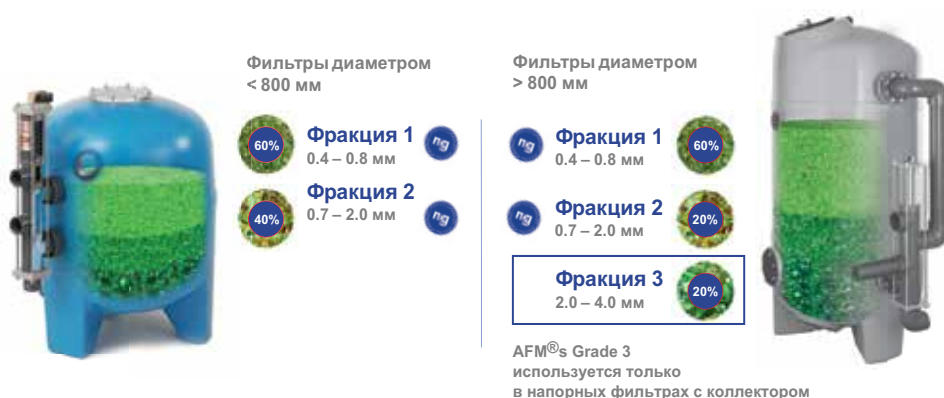 Фильтры диаметром
< 800 мм
60%
Фракция 1
0.4 – 0.8 мм
ng
40%
Фракция 2
0.7 – 2.0 мм
ng
Фильтры диаметром
> 800 мм
ng
Фракция 1
0.4 – 0.8 мм
60%
ng
Фракция 2
0.7 – 2.0 мм
20%
Фракция 3
2.0 – 4.0 мм
20%
AFM®s Grade 3
используется только
в напорных фильтрах с коллектором